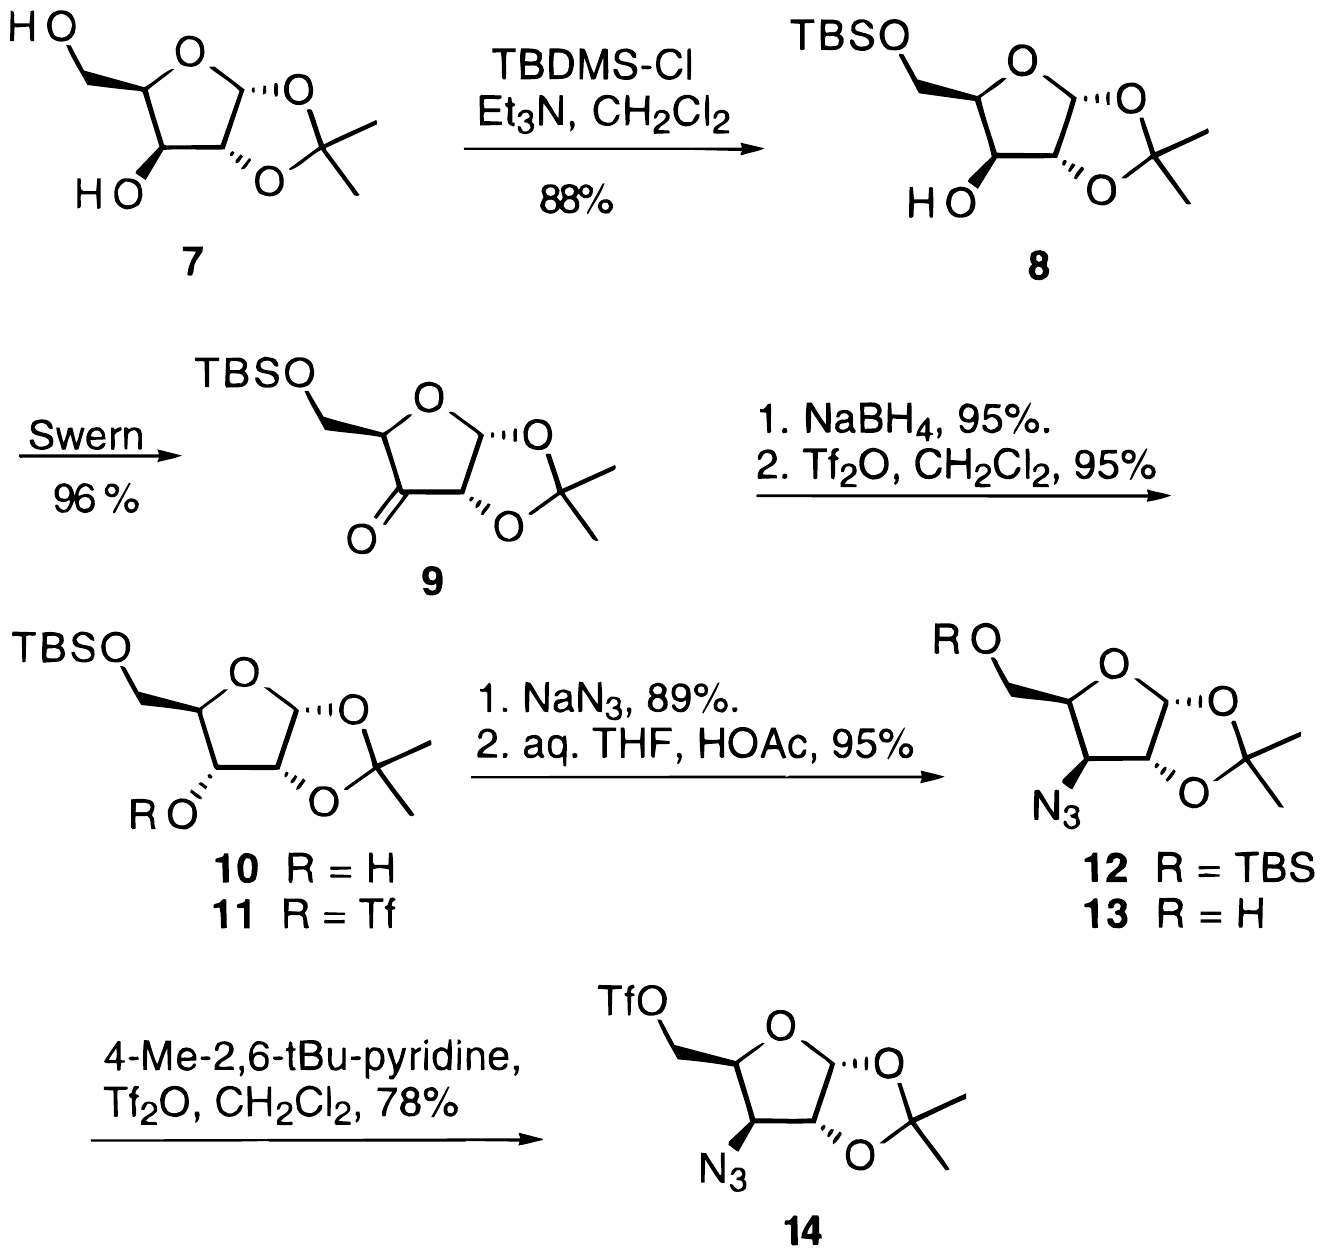 HO
O
O
O
HO
7
TBDMS-Cl
Et3N, CH2Cl2
88%
TBSO
O
O
O
HO
8
Swern
96 %
TBSO
O
O
O
O
9
1. NaBH4, 95%.
2. Tf2O, CH2Cl2, 95%
TBSO
O
O
O
RO
10 R = H
11 R = Tf
1. NaN3, 89%.
2. aq. THF, HOAc, 95%
RO
O
O
O
N3
12 R = TBS
13 R = H
4-Me-2,6-tBu-pyridine,
Tf2O, CH2Cl2, 78%
TfO
O
O
O
N3
14